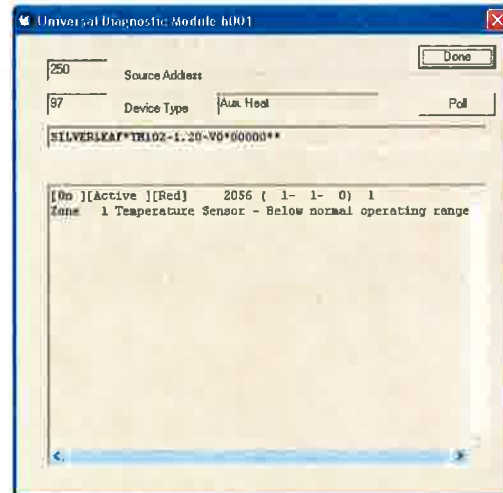 Universal Diagnostic Module h001
Done
250
Source Address
97
Device Type
Aux. Heat
Poll
SILVERLEAF*TM102-1.20-V0*00000**
[On ][Active ][Red] 2056 ( 1- 1- 0) 1
Zone 1 Temperature Sensor - Below normal operating range